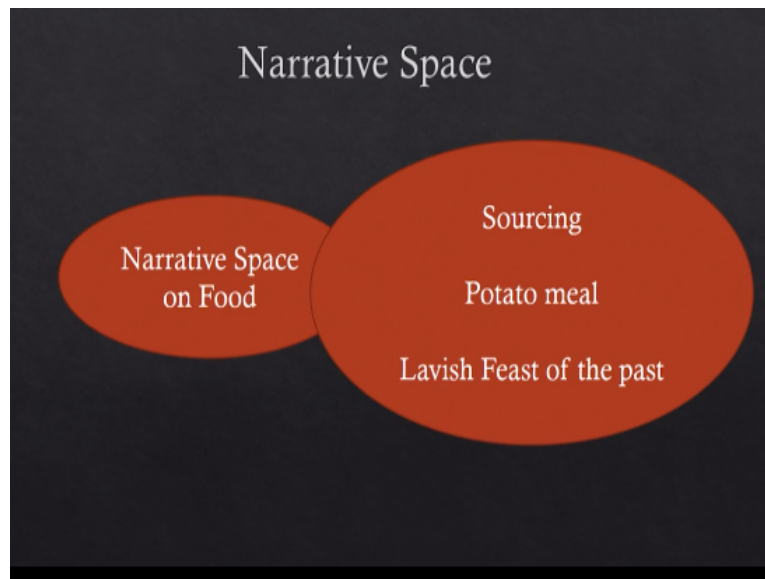 Narrative Space
Narrative Space
on Food
Sourcing
Potato meal
Lavish Feast of the past